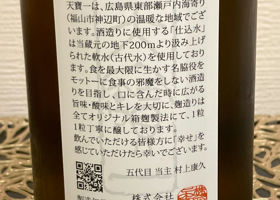 天寶一は、広島県東部瀬戸内海寄り
(福山市神辺町)の温暖な地域でござ
います。酒造りに使用する「仕込水」
は当蔵元の地下200mより汲み上げ
られた軟水(古代水)を使用していま
す。食を最大限に生かす名脇役を
モットーに食事の邪魔をしない酒造り
を目指し、口に含んだ時に広がる
旨味・酸味とキレを大切に、麹造りは
全てオリジナル箱麹製法にて、1粒
1粒丁寧に醸しております。
飲んでいただける皆様方に「幸せ」を
感じていただけたら幸いでございます。
五代目 当主 村上康久
株式会社